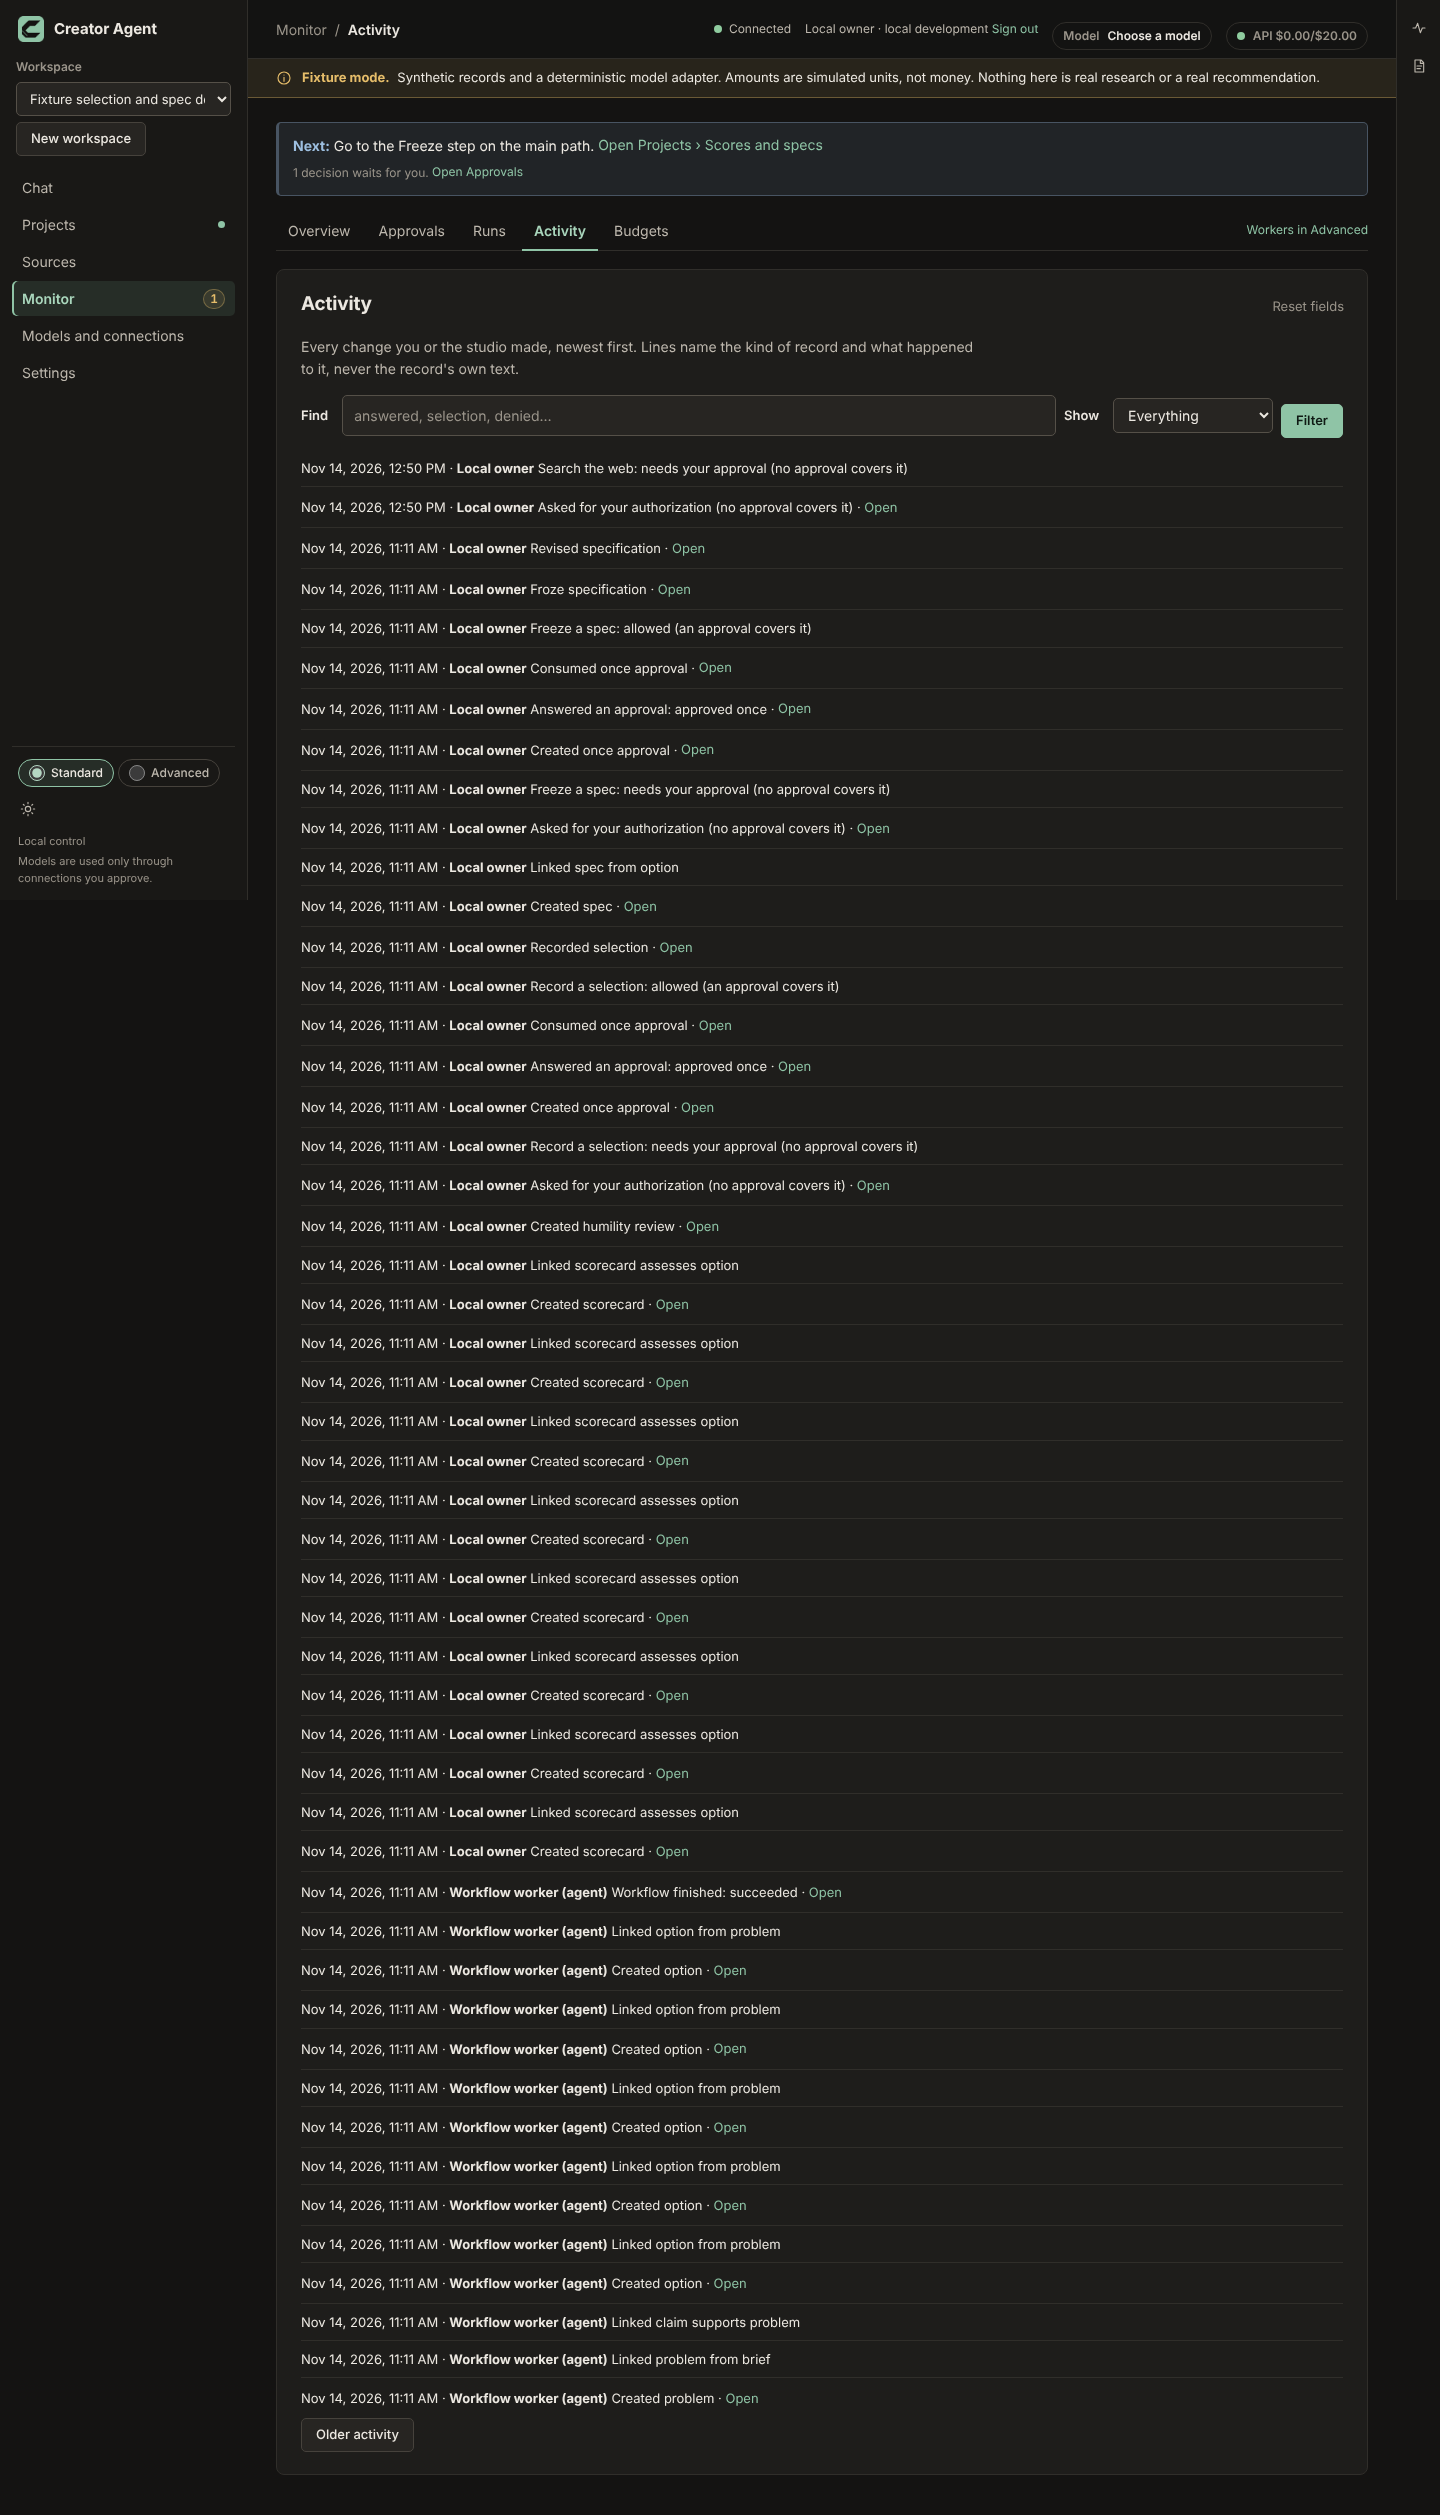 Creator Agent
Workspace
Fixture selection and spec d
New workspace
Chat
Projects
Sources
Monitor 1
Models and connections
Settings
Standard Advanced
Local control
Models are used only through
connections you approve.
Monitor / Activity
Connected Local owner · local development Sign out Model Choose a model API $0.00/$20.00
Fixture mode. Synthetic records and a deterministic model adapter. Amounts are simulated units, not money. Nothing here is real research or a real recommendation.
Next: Go to the Freeze step on the main path. Open Projects › Scores and specs
1 decision waits for you. Open Approvals
Overview Approvals Runs Activity Budgets Workers in Advanced
Activity Reset fields
Every change you or the studio made, newest first. Lines name the kind of record and what happened
to it, never the record's own text.
Find answered, selection, denied... Show Everything Filter
Nov 14, 2026, 12:50 PM · Local owner Search the web: needs your approval (no approval covers it)
Nov 14, 2026, 12:50 PM · Local owner Asked for your authorization (no approval covers it) · Open
Nov 14, 2026, 11:11 AM · Local owner Revised specification · Open
Nov 14, 2026, 11:11 AM · Local owner Froze specification · Open
Nov 14, 2026, 11:11 AM · Local owner Freeze a spec: allowed (an approval covers it)
Nov 14, 2026, 11:11 AM · Local owner Consumed once approval · Open
Nov 14, 2026, 11:11 AM · Local owner Answered an approval: approved once · Open
Nov 14, 2026, 11:11 AM · Local owner Created once approval · Open
Nov 14, 2026, 11:11 AM · Local owner Freeze a spec: needs your approval (no approval covers it)
Nov 14, 2026, 11:11 AM · Local owner Asked for your authorization (no approval covers it) · Open
Nov 14, 2026, 11:11 AM · Local owner Linked spec from option
Nov 14, 2026, 11:11 AM · Local owner Created spec · Open
Nov 14, 2026, 11:11 AM · Local owner Recorded selection · Open
Nov 14, 2026, 11:11 AM · Local owner Record a selection: allowed (an approval covers it)
Nov 14, 2026, 11:11 AM · Local owner Consumed once approval · Open
Nov 14, 2026, 11:11 AM · Local owner Answered an approval: approved once · Open
Nov 14, 2026, 11:11 AM · Local owner Created once approval · Open
Nov 14, 2026, 11:11 AM · Local owner Record a selection: needs your approval (no approval covers it)
Nov 14, 2026, 11:11 AM · Local owner Asked for your authorization (no approval covers it) · Open
Nov 14, 2026, 11:11 AM · Local owner Created humility review · Open
Nov 14, 2026, 11:11 AM · Local owner Linked scorecard assesses option
Nov 14, 2026, 11:11 AM · Local owner Created scorecard · Open
Nov 14, 2026, 11:11 AM · Local owner Linked scorecard assesses option
Nov 14, 2026, 11:11 AM · Local owner Created scorecard · Open
Nov 14, 2026, 11:11 AM · Local owner Linked scorecard assesses option
Nov 14, 2026, 11:11 AM · Local owner Created scorecard · Open
Nov 14, 2026, 11:11 AM · Local owner Linked scorecard assesses option
Nov 14, 2026, 11:11 AM · Local owner Created scorecard · Open
Nov 14, 2026, 11:11 AM · Local owner Linked scorecard assesses option
Nov 14, 2026, 11:11 AM · Local owner Created scorecard · Open
Nov 14, 2026, 11:11 AM · Local owner Linked scorecard assesses option
Nov 14, 2026, 11:11 AM · Local owner Created scorecard · Open
Nov 14, 2026, 11:11 AM · Local owner Linked scorecard assesses option
Nov 14, 2026, 11:11 AM · Local owner Created scorecard · Open
Nov 14, 2026, 11:11 AM · Local owner Linked scorecard assesses option
Nov 14, 2026, 11:11 AM · Local owner Created scorecard · Open
Nov 14, 2026, 11:11 AM · Workflow worker (agent) Workflow finished: succeeded · Open
Nov 14, 2026, 11:11 AM · Workflow worker (agent) Linked option from problem
Nov 14, 2026, 11:11 AM · Workflow worker (agent) Created option · Open
Nov 14, 2026, 11:11 AM · Workflow worker (agent) Linked option from problem
Nov 14, 2026, 11:11 AM · Workflow worker (agent) Created option · Open
Nov 14, 2026, 11:11 AM · Workflow worker (agent) Linked option from problem
Nov 14, 2026, 11:11 AM · Workflow worker (agent) Created option · Open
Nov 14, 2026, 11:11 AM · Workflow worker (agent) Linked option from problem
Nov 14, 2026, 11:11 AM · Workflow worker (agent) Created option · Open
Nov 14, 2026, 11:11 AM · Workflow worker (agent) Linked option from problem
Nov 14, 2026, 11:11 AM · Workflow worker (agent) Created option · Open
Nov 14, 2026, 11:11 AM · Workflow worker (agent) Linked claim supports problem
Nov 14, 2026, 11:11 AM · Workflow worker (agent) Linked problem from brief
Nov 14, 2026, 11:11 AM · Workflow worker (agent) Created problem · Open
Older activity